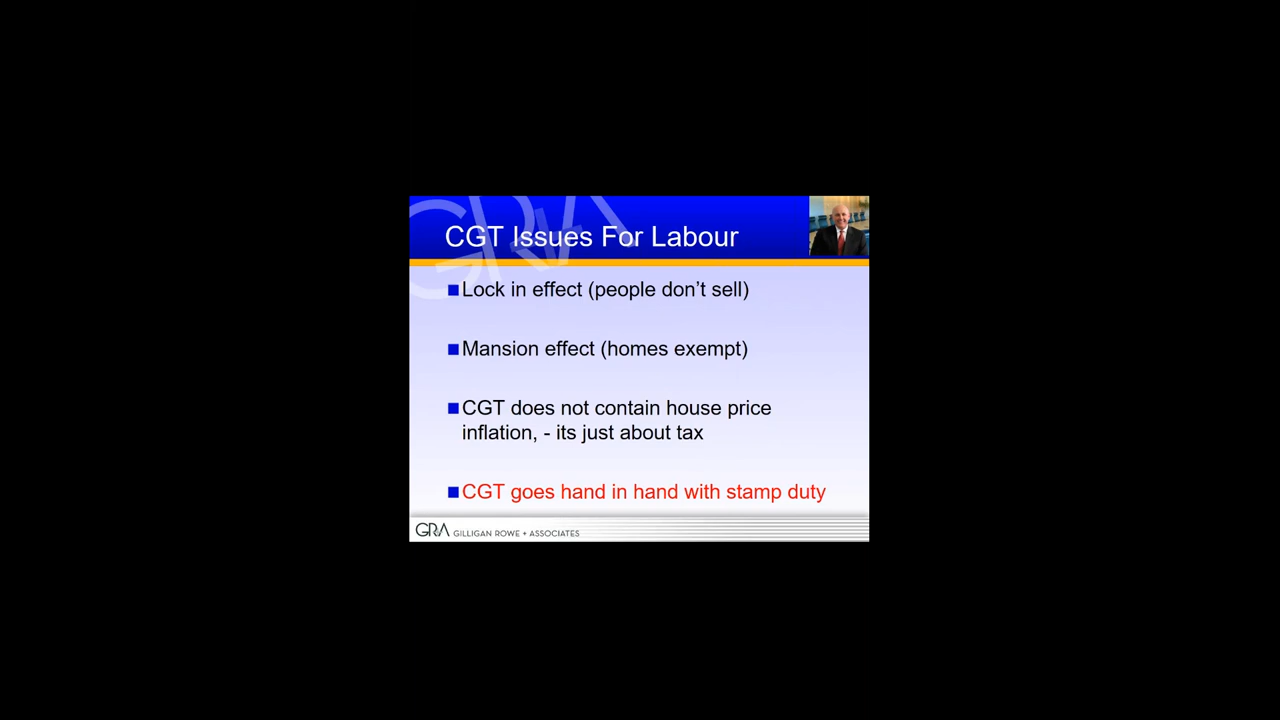 GRA
CGT Issues For Labour
Lock in effect (people don’t sell)
Mansion effect (homes exempt)
CGT does not contain house price
inflation, - its just about tax
CGT goes hand in hand with stamp duty
GRA GILLIGAN ROWE + ASSOCIATES